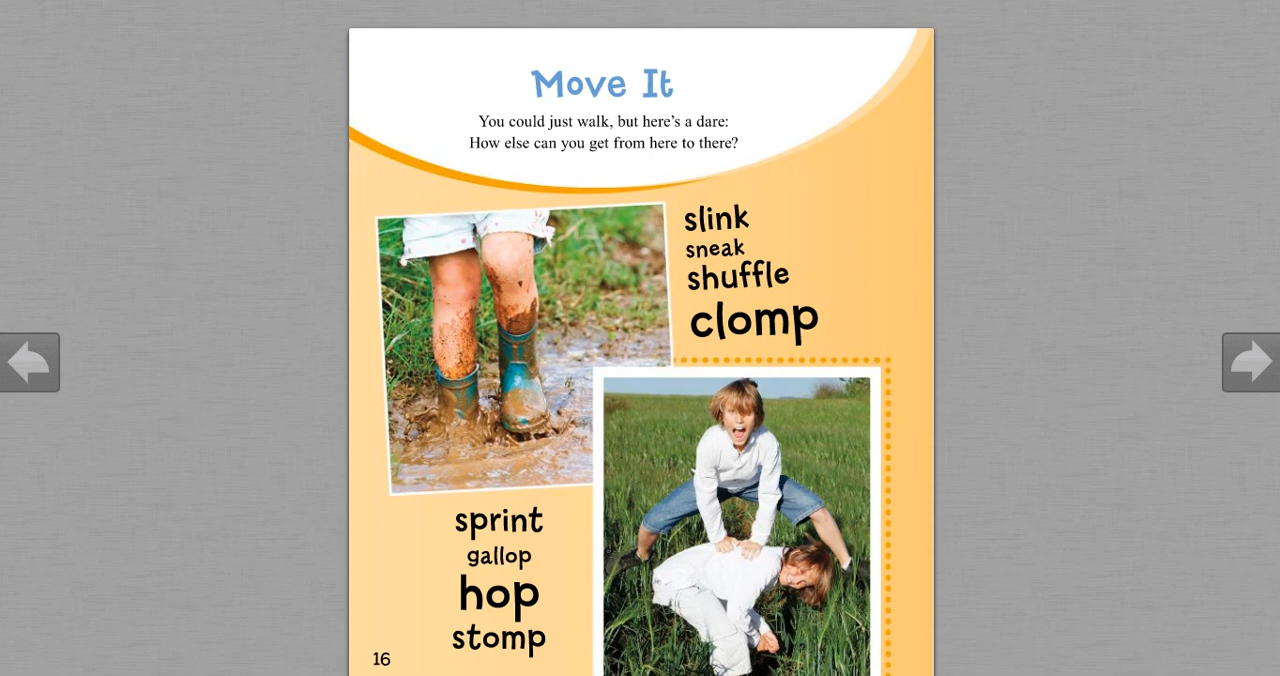 Move It
You could just walk, but here’s a dare:
How else can you get from here to there?
slink
sneak
shuffle
clomp
sprint
gallop
hop
stomp
16